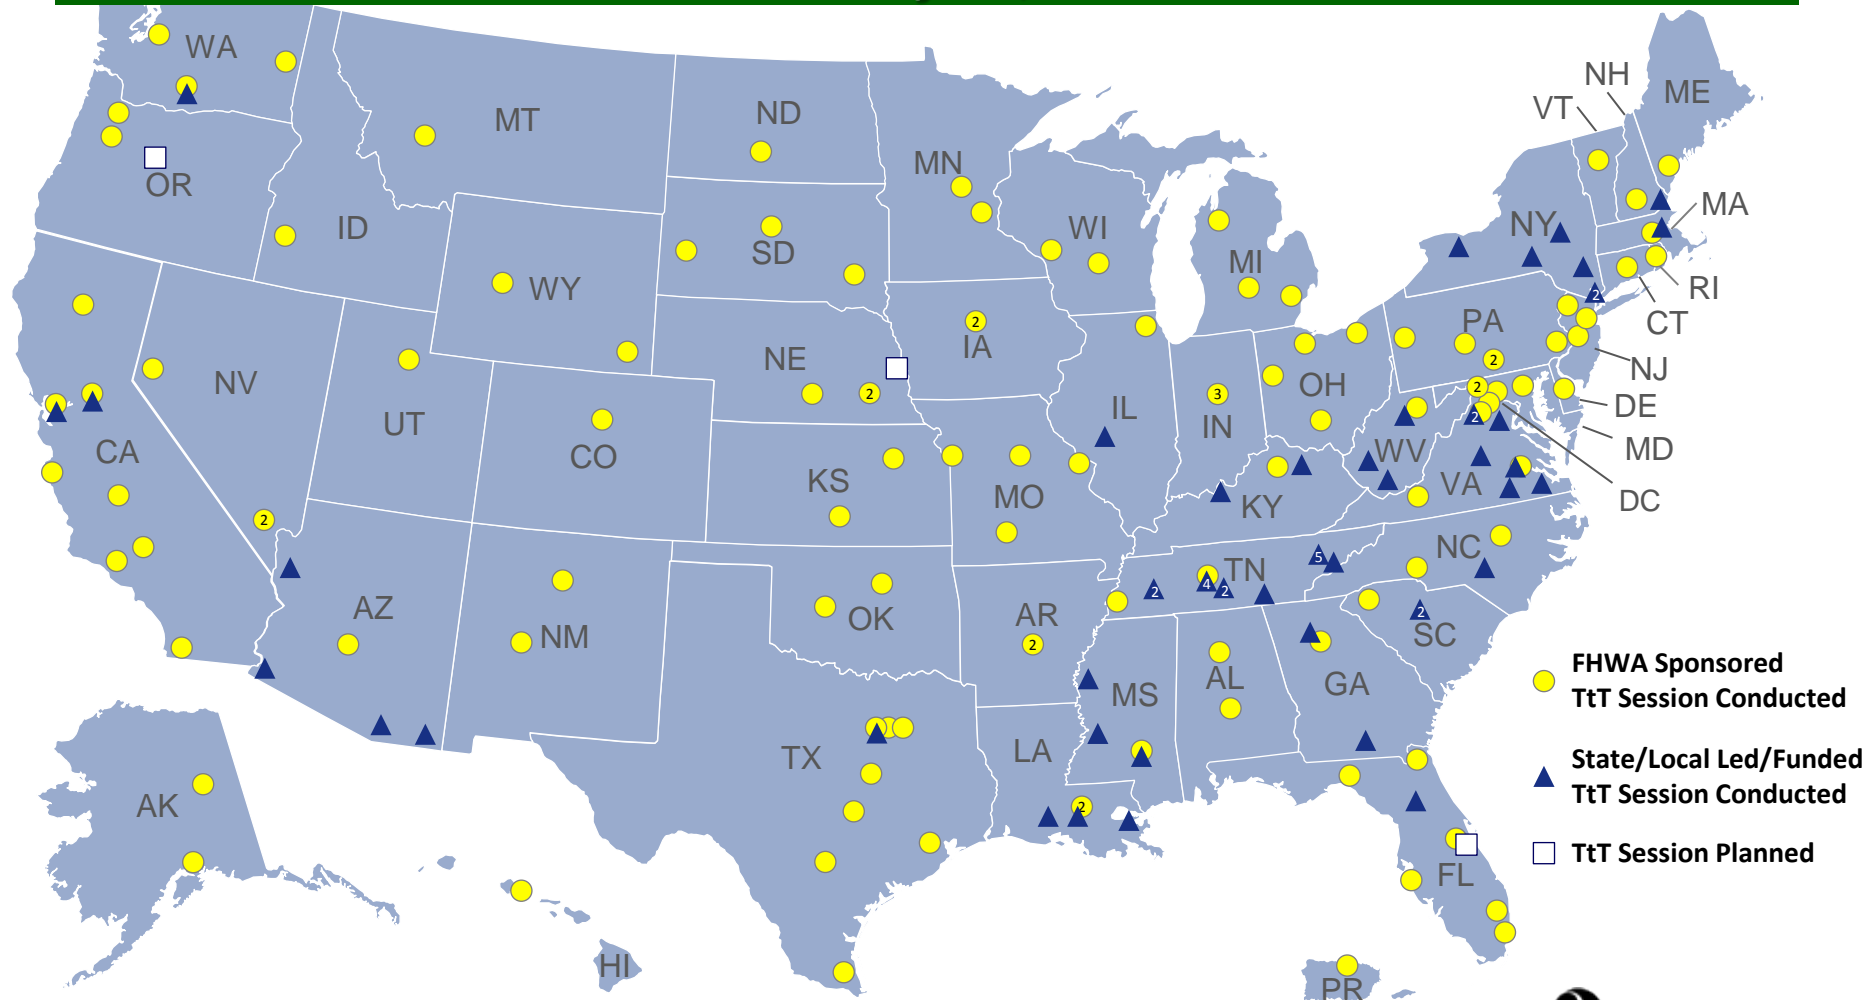 NH
WA
ME
VT
MT
ND
MN
OR
MA
NY
WI
ID
SD
MI
WY
RI
2
2
CT
PA
IA
NE
2
NJ
NV
2
2
3
OH
DE
IL
2
UT
IN
CA
CO
WV
MD
KS
VA
MO
DC
KY
2
NC
5
TN
4
2
2
AZ
2
AR
OK
SC
NM
2
FHWA Sponsored
TtT Session Conducted
AL
GA
MS
LA
TX
State/Local Led/Funded
TtT Session Conducted
AK
2
TtT Session Planned
FL
HI
PR